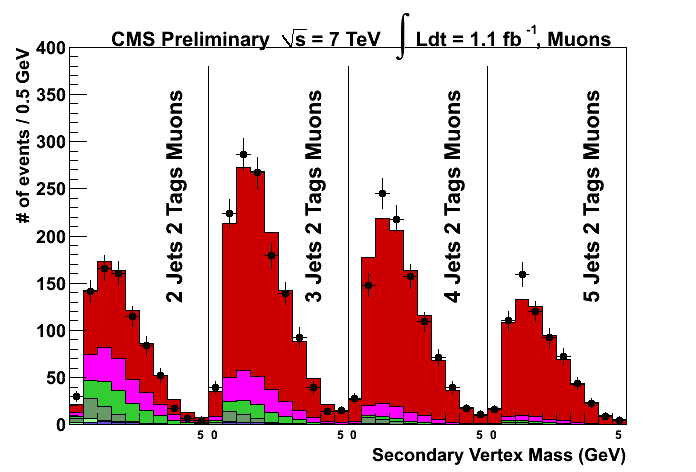 CMS Preliminary √s = 7 TeV ∫ Ldt = 1.1 fb⁻¹, Muons
# of events / 0.5 GeV
400
350
300
250
200
150
100
50
0
2 Jets 2 Tags Muons
3 Jets 2 Tags Muons
4 Jets 2 Tags Muons
5 Jets 2 Tags Muons
5 0 5 0 5 0 5
Secondary Vertex Mass (GeV)